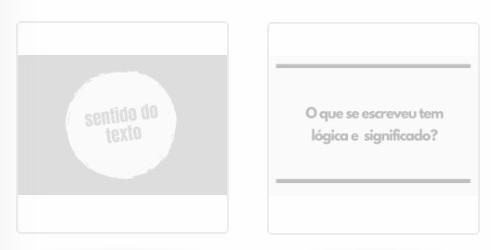 sentido do
texto
O que se escreveu tem
lógica e significado?